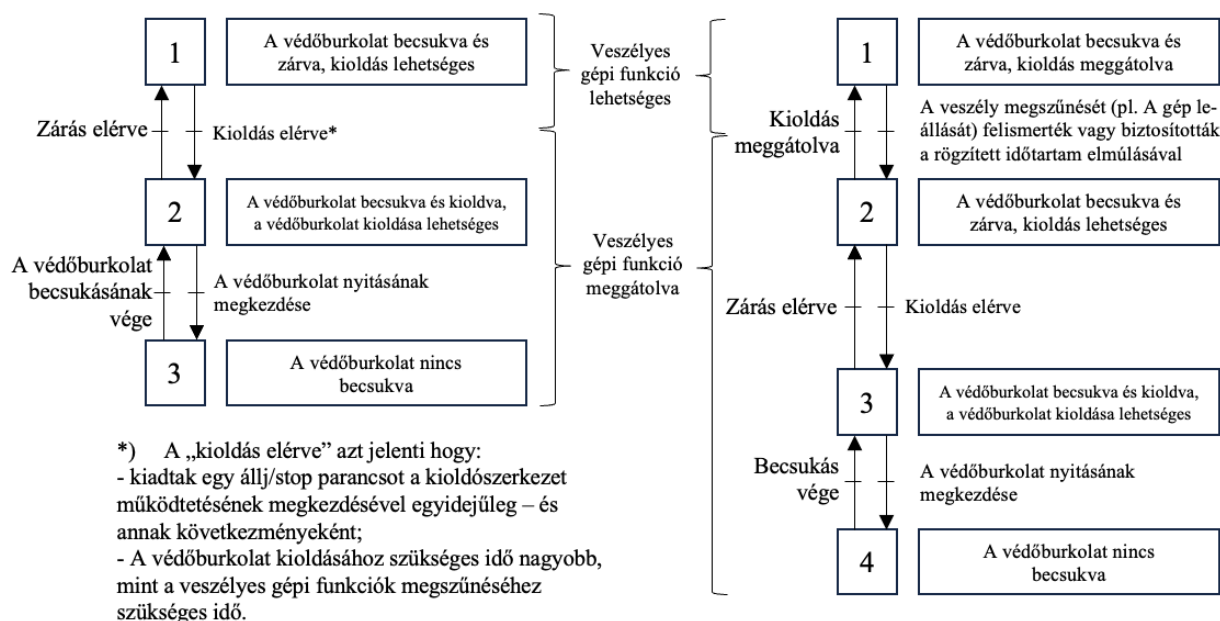 1
A védőburkolat becsukva és
zárva, kioldás lehetséges
Zárás elérve
Kioldás elérve*
2
A védőburkolat becsukva és kioldva,
a védőburkolat kioldása lehetséges
A védőburkolat
becsukásának
vége
A védőburkolat nyitásának
megkezdése
3
A védőburkolat nincs
becsukva
*) A „kioldás elérve” azt jelenti hogy:
- kiadtak egy állj/stop parancsot a kioldószerkezet
működtetésének megkezdésével egyidejűleg – és
annak következményeként;
- A védőburkolat kioldásához szükséges idő nagyobb,
mint a veszélyes gépi funkciók megszűnéséhez
szükséges idő.
Veszélyes
gépi funkció
lehetséges
Veszélyes
gépi funkció
meggátolva
1
A védőburkolat becsukva és
zárva, kioldás meggátolva
Kioldás
meggátolva
A veszély megszűnését (pl. A gép le-
állását) felismerték vagy biztosították
a rögzített időtartam elmúlásával
2
A védőburkolat becsukva és
zárva, kioldás lehetséges
Zárás elérve
Kioldás elérve
3
A védőburkolat becsukva és kioldva,
a védőburkolat kioldása lehetséges
Becsukás
vége
A védőburkolat nyitásának
megkezdése
4
A védőburkolat nincs
becsukva